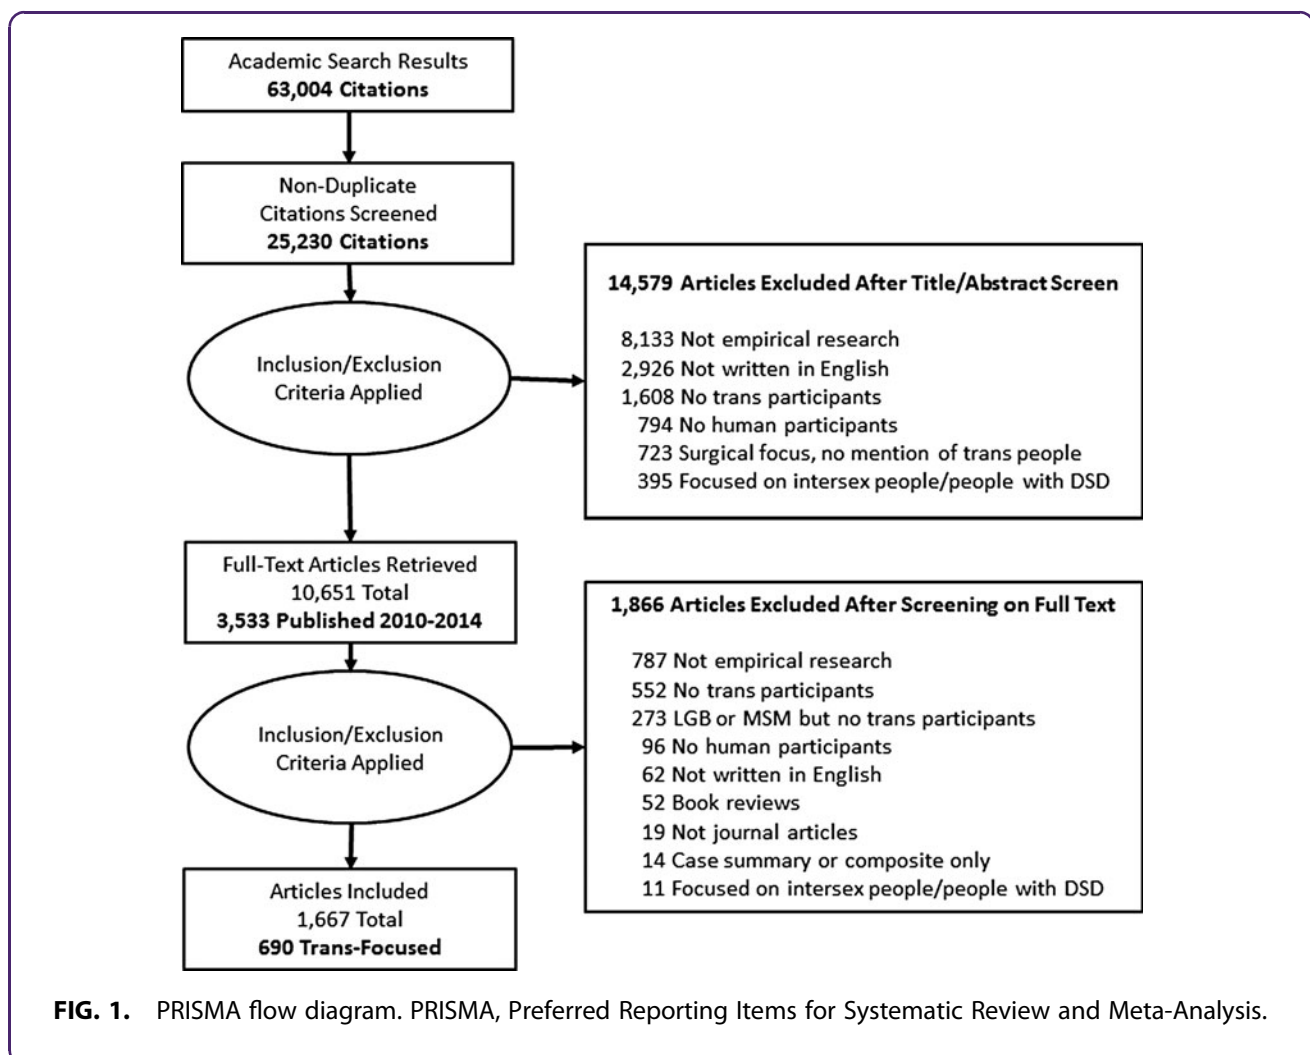 Academic Search Results
63,004 Citations
Non-Duplicate
Citations Screened
25,230 Citations
Inclusion/Exclusion
Criteria Applied
14,579 Articles Excluded After Title/Abstract Screen
8,133 Not empirical research
2,926 Not written in English
1,608 No trans participants
794 No human participants
723 Surgical focus, no mention of trans people
395 Focused on intersex people/people with DSD
Full-Text Articles Retrieved
10,651 Total
3,533 Published 2010-2014
Inclusion/Exclusion
Criteria Applied
1,866 Articles Excluded After Screening on Full Text
787 Not empirical research
552 No trans participants
273 LGB or MSM but no trans participants
96 No human participants
62 Not written in English
52 Book reviews
19 Not journal articles
14 Case summary or composite only
11 Focused on intersex people/people with DSD
Articles Included
1,667 Total
690 Trans-Focused
FIG. 1. PRISMA flow diagram. PRISMA, Preferred Reporting Items for Systematic Review and Meta-Analysis.